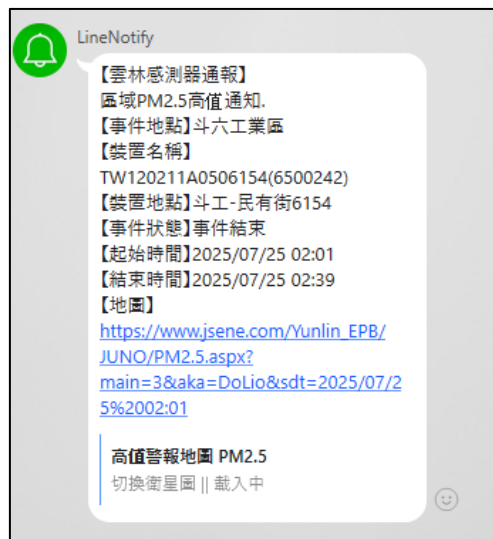 LineNotify
【雲林感測器通報】
區域PM2.5高值通知.
【事件地點】斗六工業區
【裝置名稱】
TW120211A0506154(6500242)
【裝置地點】斗工-民有街6154
【事件狀態】事件結束
【起始時間】2025/07/25 02:01
【結束時間】2025/07/25 02:39
【地圖】
https://www.jsene.com/Yunlin_EPB/
JUNO/PM2.5.aspx?
main=3&aka=DoLio&sdt=2025/07/2
5%2002:01
高值警報地圖 PM2.5
切換衛星圖 || 載入中